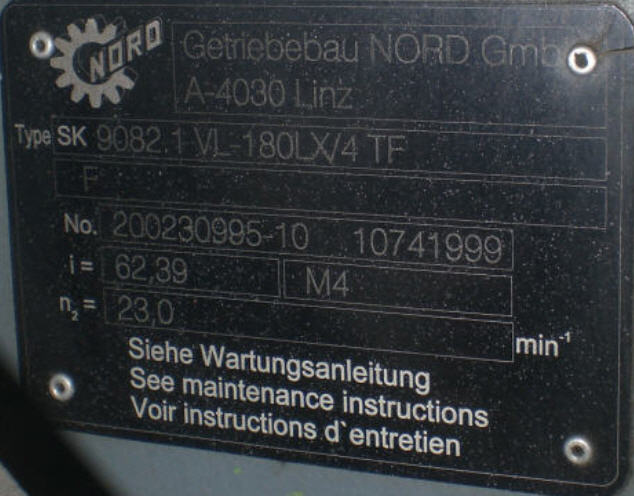 NORD
Getriebebau NORD Gmb
A-4030 Linz
Type SK 9082.1 VL-180LX/4 TF
F
No. 200230995-10 10741999
i = 62,39 M4
n₂ = 23,0 min⁻¹
Siehe Wartungsanleitung
See maintenance instructions
Voir instructions d`entretien